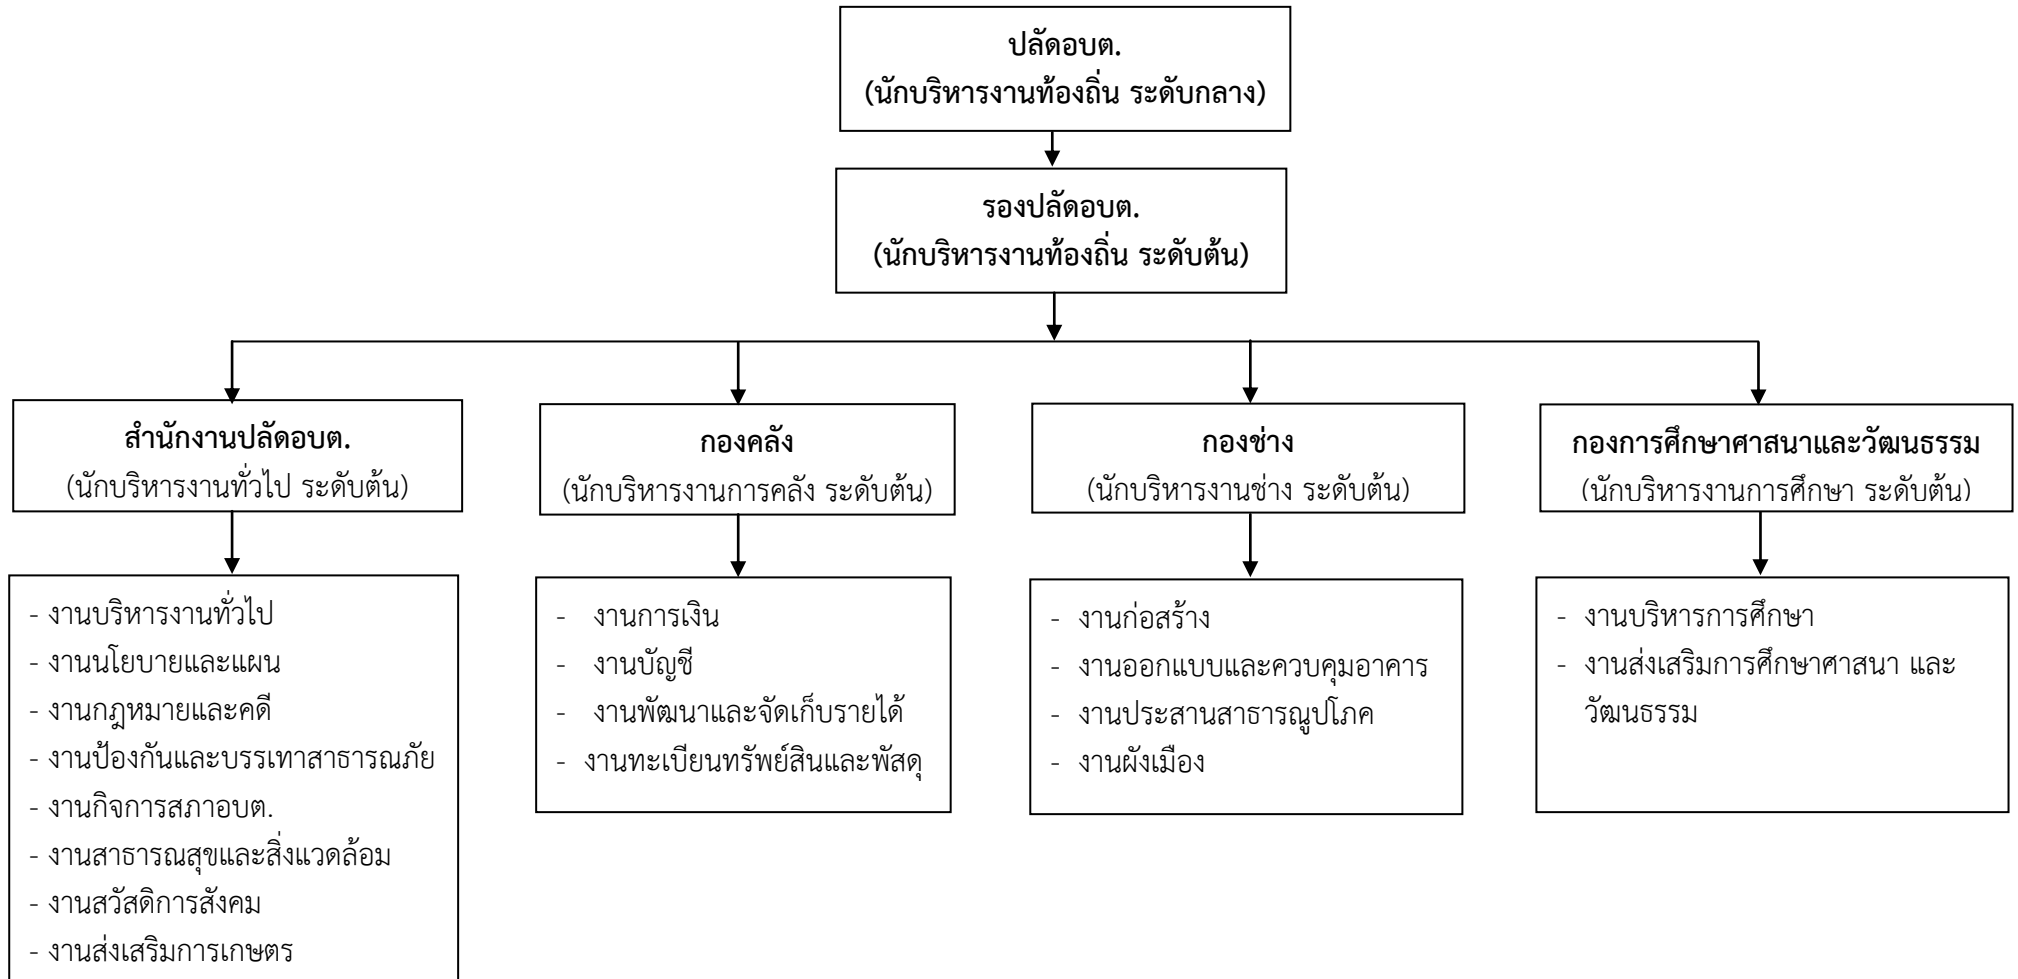 ปลัดอบต.
(นักบริหารงานท้องถิ่น ระดับกลาง)
รองปลัดอบต.
(นักบริหารงานท้องถิ่น ระดับต้น)
สำนักงานปลัดอบต.
(นักบริหารงานทั่วไป ระดับต้น)
กองคลัง
(นักบริหารงานการคลัง ระดับต้น)
กองช่าง
(นักบริหารงานช่าง ระดับต้น)
กองการศึกษาศาสนาและวัฒนธรรม
(นักบริหารงานการศึกษา ระดับต้น)
- งานบริหารงานทั่วไป
- งานนโยบายและแผน
- งานกฎหมายและคดี
- งานป้องกันและบรรเทาสาธารณภัย
- งานกิจการสภาอบต.
- งานสาธารณสุขและสิ่งแวดล้อม
- งานสวัสดิการสังคม
- งานส่งเสริมการเกษตร
- งานการเงิน
- งานบัญชี
- งานพัฒนาและจัดเก็บรายได้
- งานทะเบียนทรัพย์สินและพัสดุ
- งานก่อสร้าง
- งานออกแบบและควบคุมอาคาร
- งานประสานสาธารณูปโภค
- งานผังเมือง
- งานบริหารการศึกษา
- งานส่งเสริมการศึกษาศาสนา และ
วัฒนธรรม